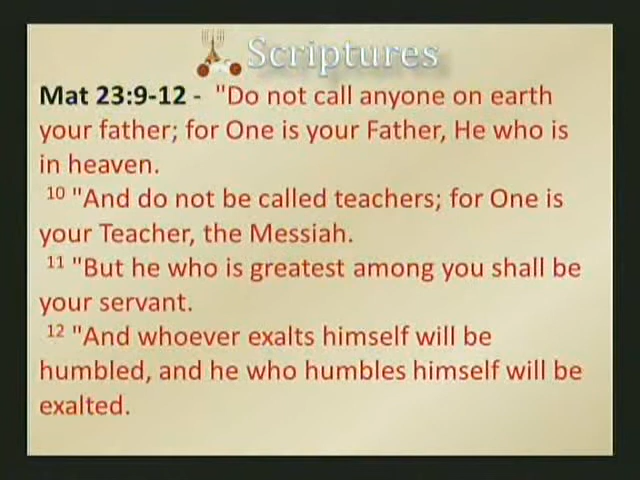 Scriptures
Mat 23:9-12 - "Do not call anyone on earth
your father; for One is your Father, He who is
in heaven.
10 "And do not be called teachers; for One is
your Teacher, the Messiah.
11 "But he who is greatest among you shall be
your servant.
12 "And whoever exalts himself will be
humbled, and he who humbles himself will be
exalted.